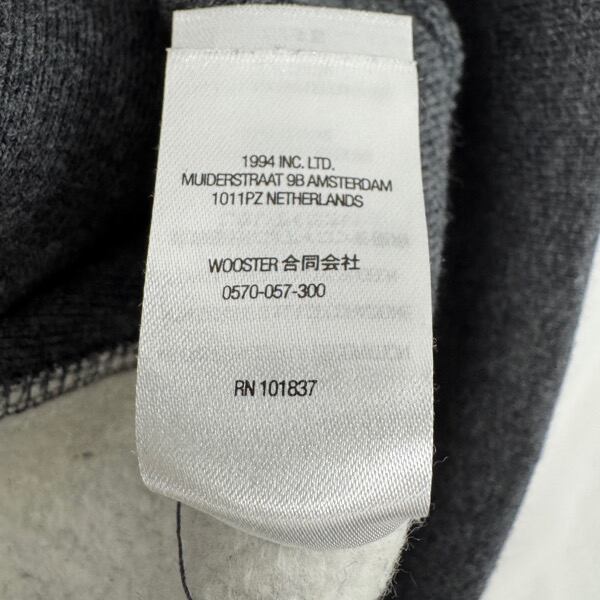 1994 INC. LTD.
MUIDERSTRAAT 9B AMSTERDAM
1011PZ NETHERLANDS
WOOSTER 合同会社
0570-057-300
RN 101837